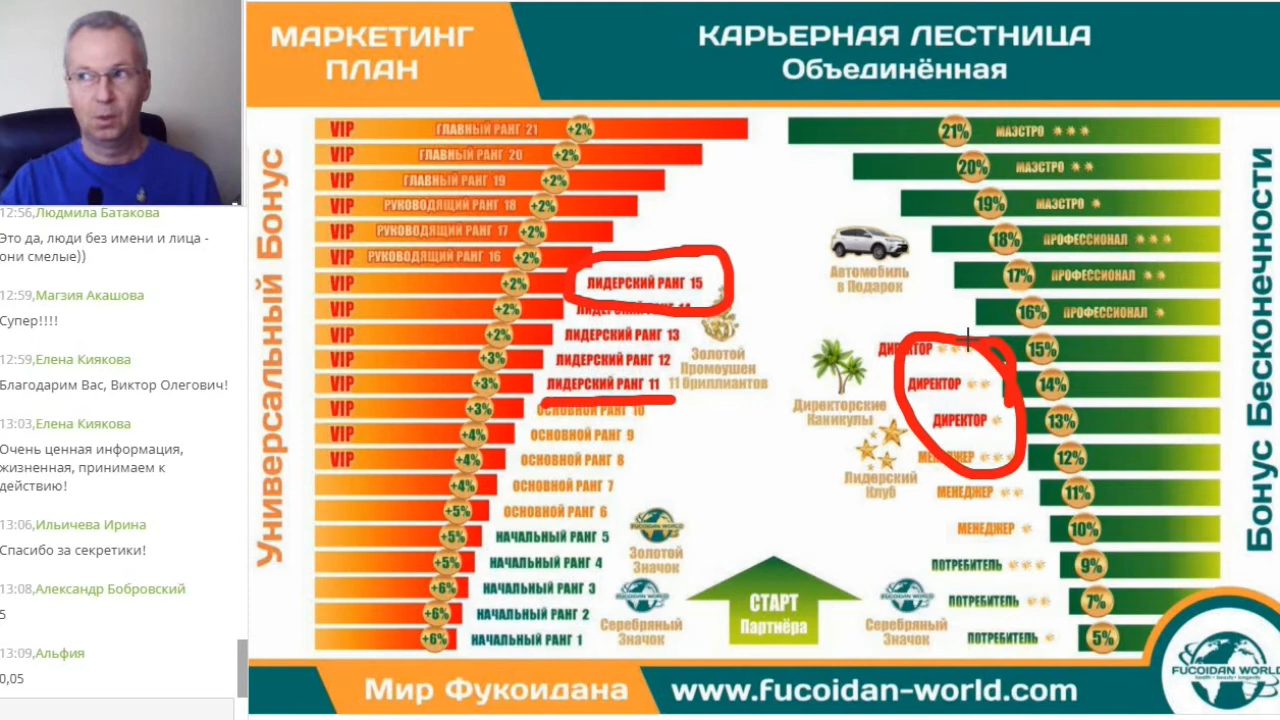 МАРКЕТИНГ
ПЛАН
КАРЬЕРНАЯ ЛЕСТНИЦА
Объединённая
12:56,Людмила Батакова
Это да, люди без имени и лица -
они смелые))
12:59,Магзия Акашова
Супер!!!!
12:59,Елена Киякова
Благодарим Вас, Виктор Олегович!
13:03,Елена Киякова
Очень ценная информация,
жизненная, принимаем к
действию!
13:06,Ильичева Ирина
Спасибо за секретики!
13:08,Александр Бобровский
5
13:09,Альфия
0,05
Универсальный Бонус
VIP ГЛАВНЫЙ РАНГ 21 +2%
VIP ГЛАВНЫЙ РАНГ 20 +2%
VIP ГЛАВНЫЙ РАНГ 19 +2%
VIP РУКОВОДЯЩИЙ РАНГ 18 +2%
VIP РУКОВОДЯЩИЙ РАНГ 17 +2%
VIP РУКОВОДЯЩИЙ РАНГ 16 +2%
VIP +2% ЛИДЕРСКИЙ РАНГ 15
VIP +2% ЛИДЕРСКИЙ РАНГ 14
VIP +2% ЛИДЕРСКИЙ РАНГ 13
VIP +3% ЛИДЕРСКИЙ РАНГ 12
VIP +3% ЛИДЕРСКИЙ РАНГ 11
VIP +3% ОСНОВНОЙ РАНГ 10
VIP +4% ОСНОВНОЙ РАНГ 9
VIP +4% ОСНОВНОЙ РАНГ 8
+4% ОСНОВНОЙ РАНГ 7
+5% ОСНОВНОЙ РАНГ 6
+5% НАЧАЛЬНЫЙ РАНГ 5
+5% НАЧАЛЬНЫЙ РАНГ 4
+6% НАЧАЛЬНЫЙ РАНГ 3
+6% НАЧАЛЬНЫЙ РАНГ 2
+6% НАЧАЛЬНЫЙ РАНГ 1
Золотой
Промоушен
11 бриллиантов
Золотой
Значок
Серебряный
Значок
СТАРТ
Партнёра
Автомобиль
в Подарок
Директорские
Каникулы
Лидерский
Клуб
Серебряный
Значок
21% МАЭСТРО
20% МАЭСТРО
19% МАЭСТРО
18% ПРОФЕССИОНАЛ
17% ПРОФЕССИОНАЛ
16% ПРОФЕССИОНАЛ
ДИРЕКТОР 15%
ДИРЕКТОР 14%
ДИРЕКТОР 13%
МЕНЕДЖЕР 12%
МЕНЕДЖЕР 11%
МЕНЕДЖЕР 10%
ПОТРЕБИТЕЛЬ 9%
ПОТРЕБИТЕЛЬ 7%
ПОТРЕБИТЕЛЬ 5%
Бонус Бесконечности
FUCOIDAN WORLD
Мир Фукоидана
www.fucoidan-world.com